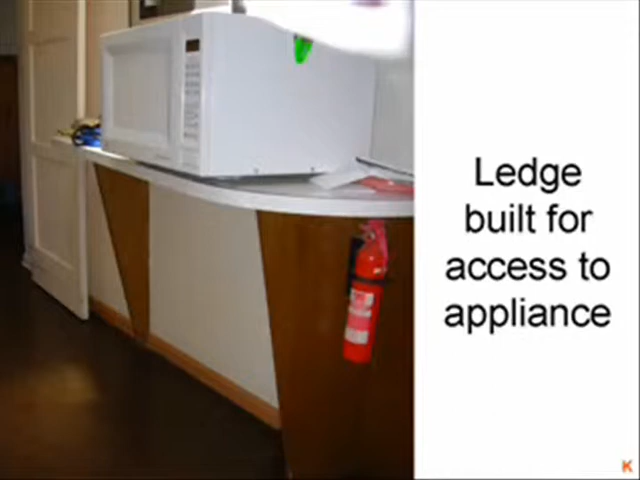 Ledge
built for
access to
appliance
K